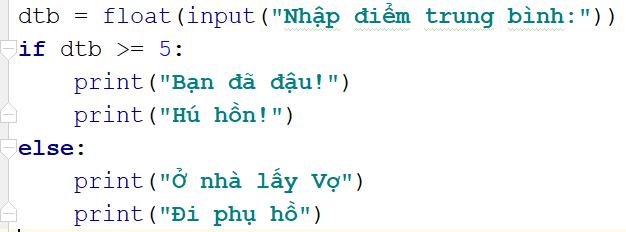 dtb = float(input("Nhập điểm trung bình:"))
if dtb >= 5:
    print("Bạn đã đậu!")
    print("Hú hồn!")
else:
    print("Ở nhà lấy Vợ")
    print("Đi phụ hồ")